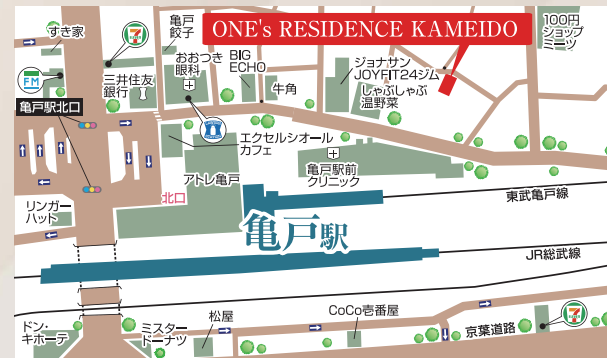 すき家
亀戸
餃子
ONE's RESIDENCE KAMEIDO
100円
ショップ
ミーツ
FM
三井住友
銀行
おおつき
眼科
BIG
ECHO
牛角
ジョナサン
JOYFIT24ジム
しゃぶしゃぶ
温野菜
亀戸駅北口
エクセルシオール
カフェ
亀戸駅前
クリニック
アトレ亀戸
北口
リンガー
ハット
東武亀戸線
亀戸駅
JR総武線
ドン・
キホーテ
ミスター
ドーナツ
松屋
CoCo壱番屋
京葉道路